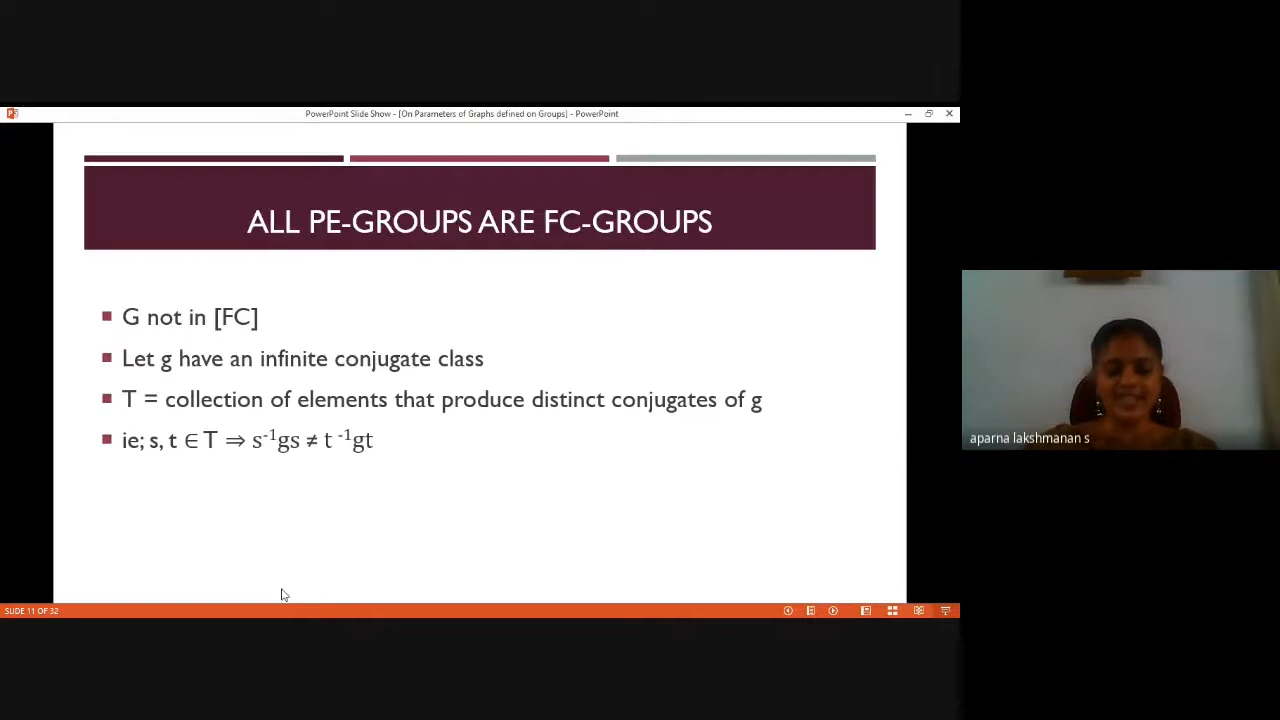 PowerPoint Slide Show - [On Parameters of Graphs defined on Groups] - PowerPoint
ALL PE-GROUPS ARE FC-GROUPS
G not in [FC]
Let g have an infinite conjugate class
T = collection of elements that produce distinct conjugates of g
ie; s, t ∈ T ⇒ s⁻¹gs ≠ t ⁻¹gt
aparna lakshmanan s
SLIDE 11 OF 32